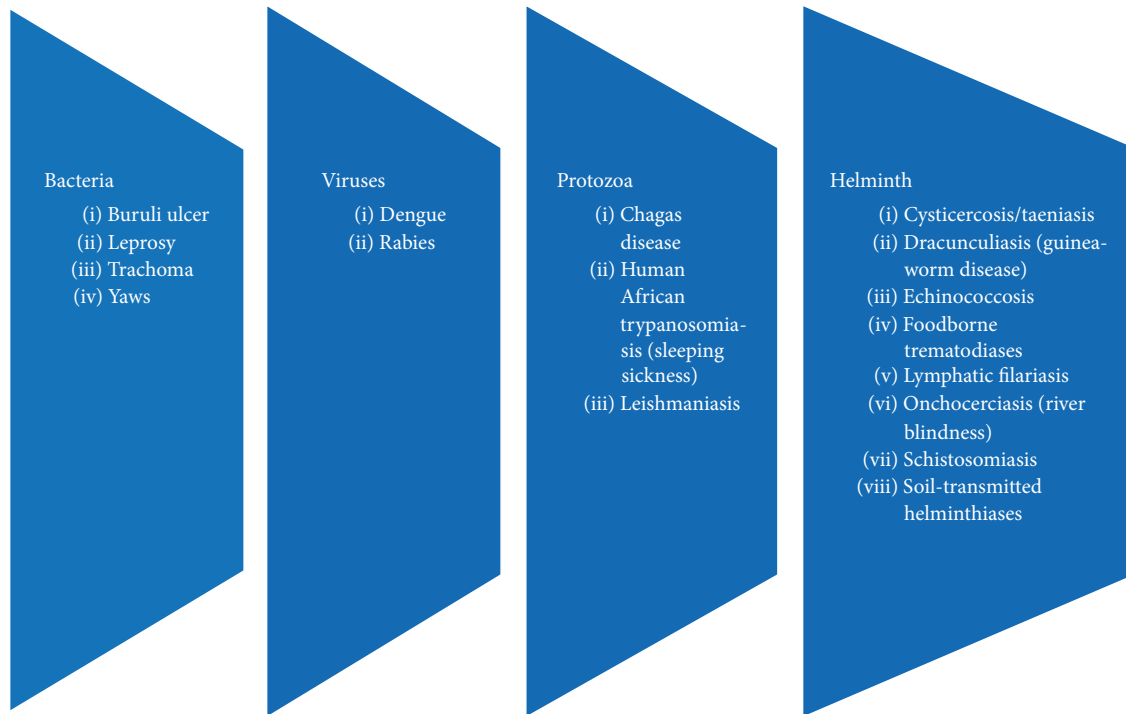 Bacteria
(i) Buruli ulcer
(ii) Leprosy
(iii) Trachoma
(iv) Yaws
Viruses
(i) Dengue
(ii) Rabies
Protozoa
(i) Chagas
disease
(ii) Human
African
trypanosomia-
sis (sleeping
sickness)
(iii) Leishmaniasis
Helminth
(i) Cysticercosis/taeniasis
(ii) Dracunculiasis (guinea-
worm disease)
(iii) Echinococcosis
(iv) Foodborne
trematodiases
(v) Lymphatic filariasis
(vi) Onchocerciasis (river
blindness)
(vii) Schistosomiasis
(viii) Soil-transmitted
helminthiases